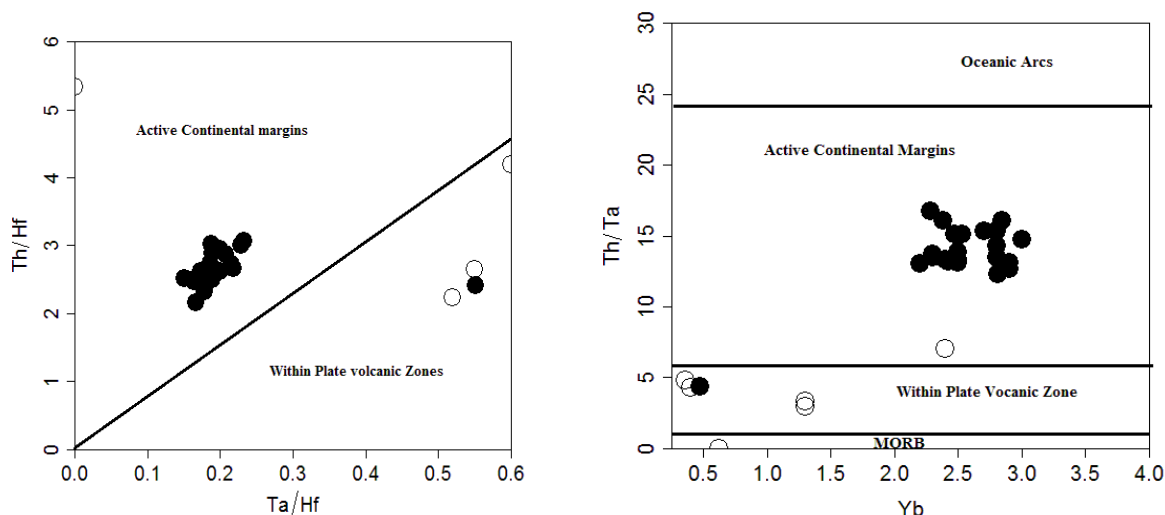 6
5
4
3
2
1
0
Th/Hf
Active Continental margins
Within Plate volcanic Zones
0.0 0.1 0.2 0.3 0.4 0.5 0.6
Ta/Hf
30
25
20
15
10
5
0
Th/Ta
Oceanic Arcs
Active Continental Margins
Within Plate Vocanic Zone
MORB
0.5 1.0 1.5 2.0 2.5 3.0 4.0
Yb